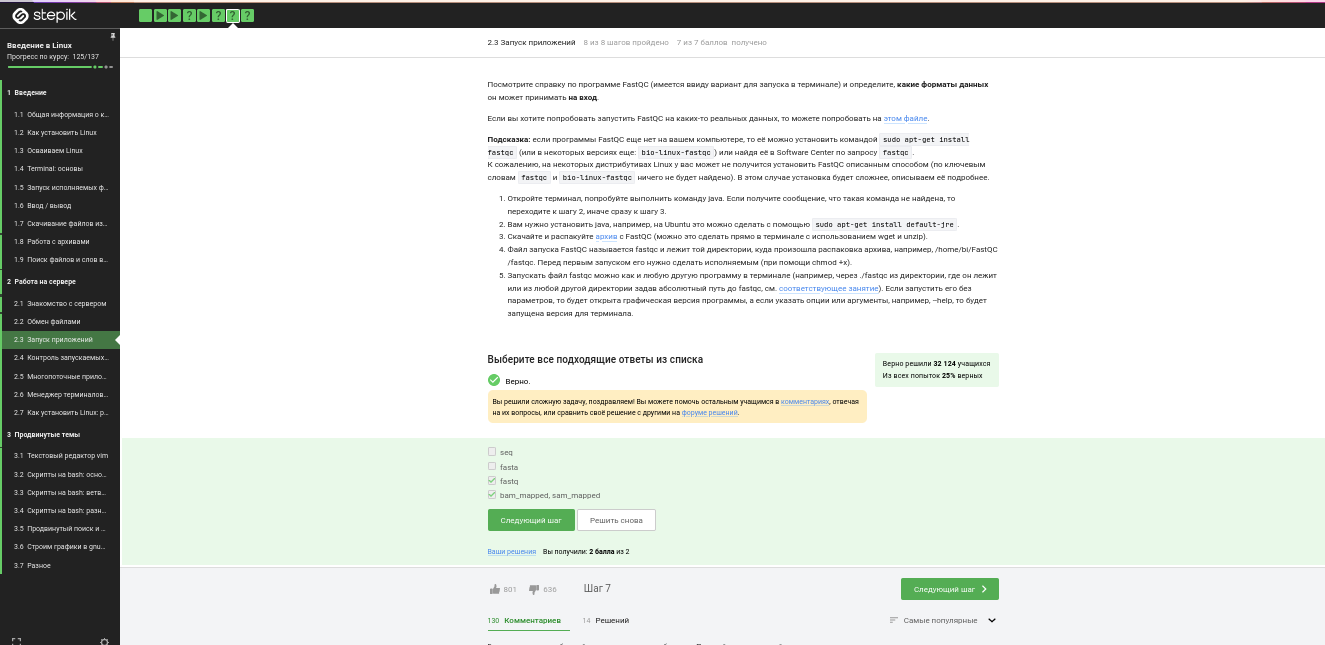 stepik
Введение в Linux
Прогресс по курсу: 125/137
1 Введение
1.1 Общая информация о к...
1.2 Как установить Linux
1.3 Осваиваем Linux
1.4 Terminal: основы
1.5 Запуск исполняемых ф...
1.6 Ввод / вывод
1.7 Скачивание файлов из...
1.8 Работа с архивами
1.9 Поиск файлов и слов в...
2 Работа на сервере
2.1 Знакомство с сервером
2.2 Обмен файлами
2.3 Запуск приложений
2.4 Контроль запускаемых...
2.5 Многопоточные прило...
2.6 Менеджер терминалов...
2.7 Как установить Linux: р...
3 Продвинутые темы
3.1 Текстовый редактор vim
3.2 Скрипты на bash: осно...
3.3 Скрипты на bash: ветв...
3.4 Скрипты на bash: разн...
3.5 Продвинутый поиск и ...
3.6 Строим графики в gnu...
3.7 Разное
2.3 Запуск приложений 8 из 8 шагов пройдено 7 из 7 баллов получено
Посмотрите справку по программе FastQC (имеется ввиду вариант для запуска в терминале) и определите, какие форматы данных
он может принимать на вход.
Если вы хотите попробовать запустить FastQC на каких-то реальных данных, то можете попробовать на этом файле.
Подсказка: если программы FastQC еще нет на вашем компьютере, то её можно установить командой sudo apt-get install
fastqc (или в некоторых версиях еще: bio-linux-fastqc ) или найдя её в Software Center по запросу fastqc .
К сожалению, на некоторых дистрибутивах Linux у вас может не получится установить FastQC описанным способом (по ключевым
словам fastqc и bio-linux-fastqc ничего не будет найдено). В этом случае установка будет сложнее, описываем её подробнее.
1. Откройте терминал, попробуйте выполнить команду java. Если получите сообщение, что такая команда не найдена, то
переходите к шагу 2, иначе сразу к шагу 3.
2. Вам нужно установить java, например, на Ubuntu это можно сделать с помощью sudo apt-get install default-jre .
3. Скачайте и распакуйте архив с FastQC (можно это сделать прямо в терминале с использованием wget и unzip).
4. Файл запуска FastQC называется fastqc и лежит той директории, куда произошла распаковка архива, например, /home/bi/FastQC
/fastqc. Перед первым запуском его нужно сделать исполняемым (при помощи chmod +x).
5. Запускать файл fastqc можно как и любую другую программу в терминале (например, через ./fastqc из директории, где он лежит
или из любой другой директории задав абсолютный путь до fastqc, см. соответствующее занятие). Если запустить его без
параметров, то будет открыта графическая версия программы, а если указать опции или аргументы, например, --help, то будет
запущена версия для терминала.
Выберите все подходящие ответы из списка
Верно решили 32 124 учащихся
Из всех попыток 25% верных
Верно.
Вы решили сложную задачу, поздравляем! Вы можете помочь остальным учащимся в комментариях, отвечая
на их вопросы, или сравнить своё решение с другими на форуме решений.
seq
fasta
fastq
bam_mapped, sam_mapped
Следующий шаг Решить снова
Ваши решения Вы получили: 2 балла из 2
801 636 Шаг 7 Следующий шаг
130 Комментариев 14 Решений Самые популярные